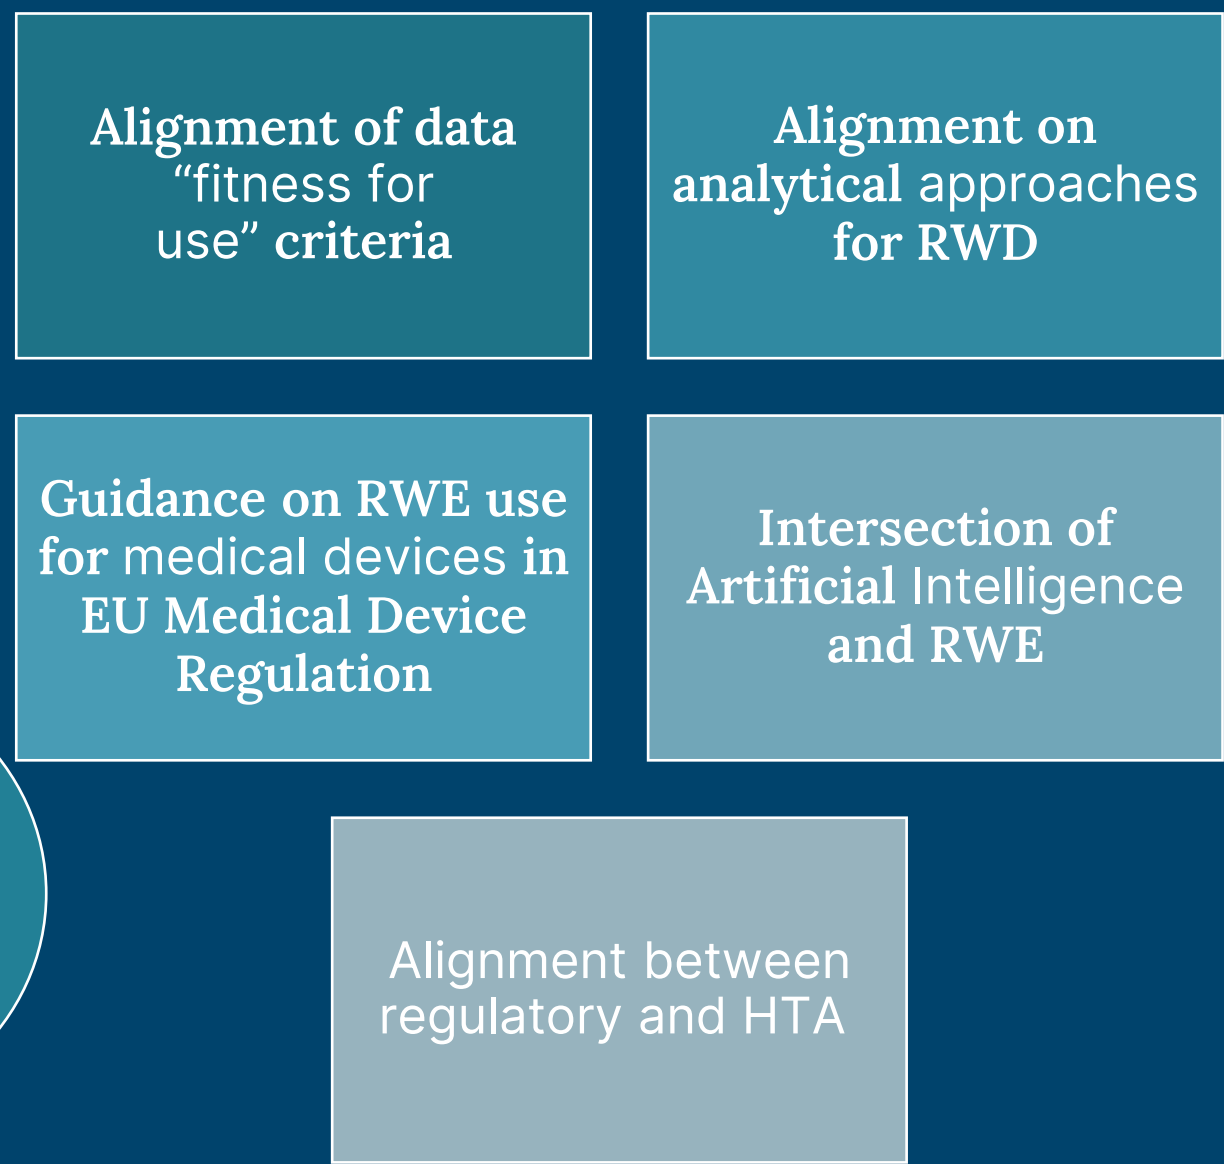 Alignment of data
“fitness for
use” criteria
Alignment on
analytical approaches
for RWD
Guidance on RWE use
for medical devices in
EU Medical Device
Regulation
Intersection of
Artificial Intelligence
and RWE
Alignment between
regulatory and HTA